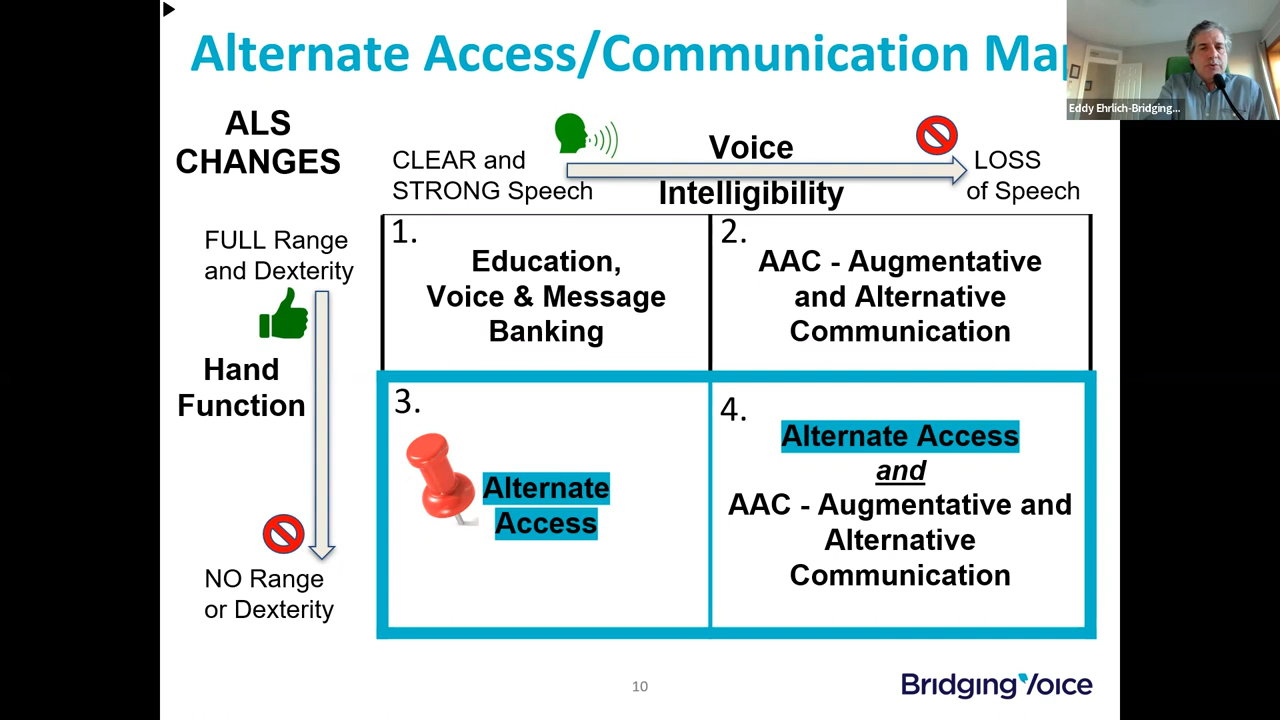 Alternate Access/Communication Ma
Eddy Ehrlich-Bridging...
ALS
CHANGES
CLEAR and
STRONG Speech
Voice
Intelligibility
LOSS
of Speech
FULL Range
and Dexterity
Hand
Function
NO Range
or Dexterity
1.
Education,
Voice & Message
Banking
2.
AAC - Augmentative
and Alternative
Communication
3.
Alternate
Access
4.
Alternate Access
and
AAC - Augmentative and
Alternative
Communication
10
BridgingVoice